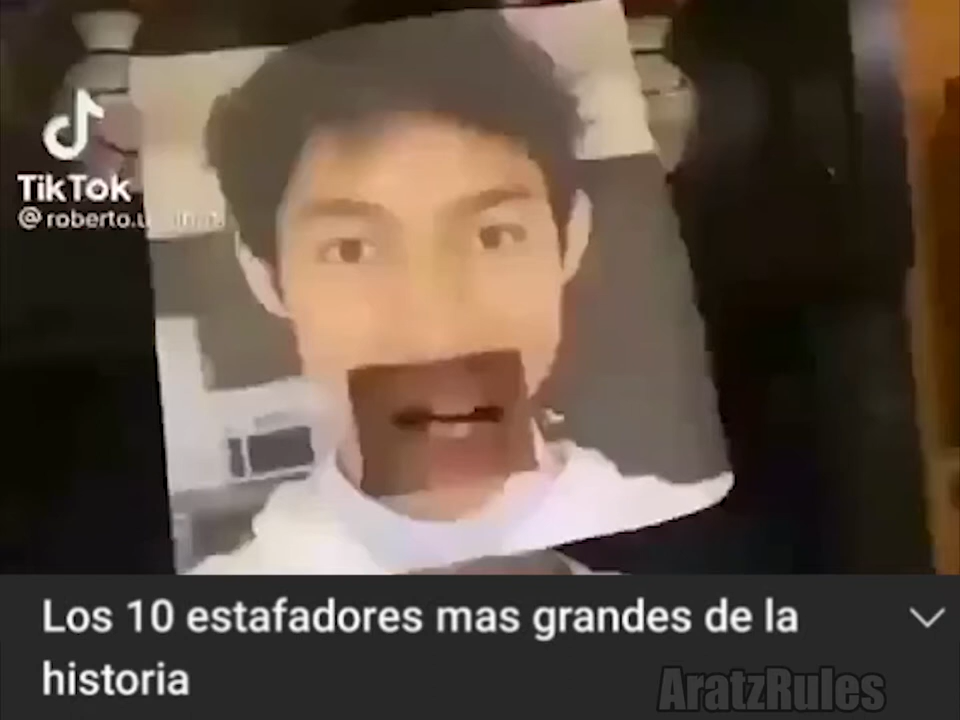 TikTok
Los 10 estafadores mas grandes de la
historia
AratzRules